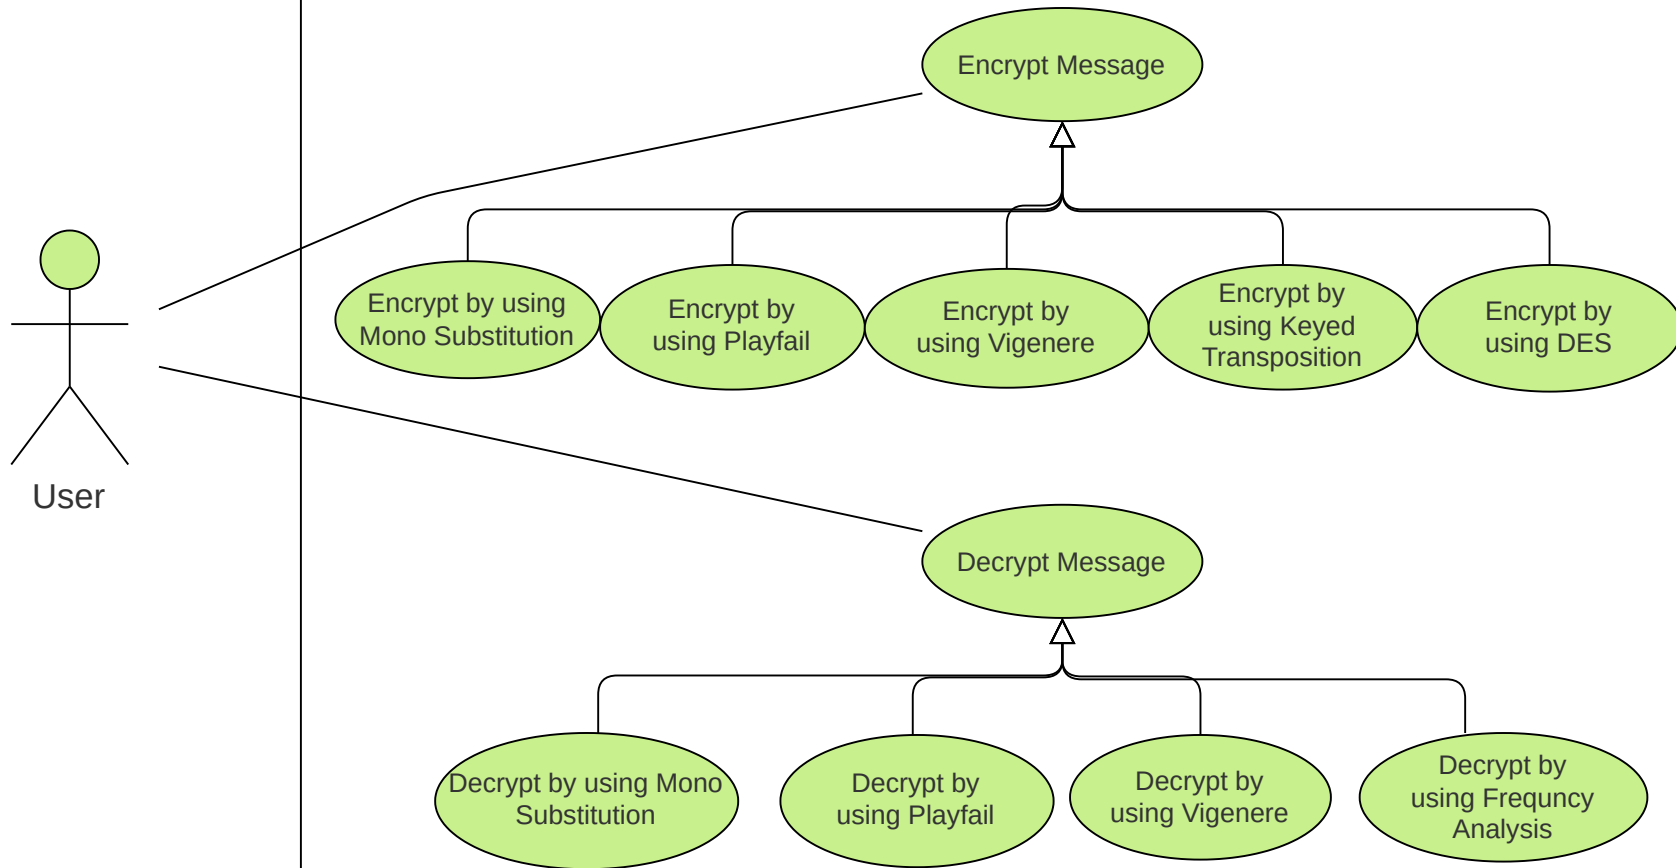 Encrypt Message
Encrypt by using
Mono Substitution
Encrypt by
using Playfail
Encrypt by
using Vigenere
Encrypt by
using Keyed
Transposition
Encrypt by
using DES
User
Decrypt Message
Decrypt by using Mono
Substitution
Decrypt by
using Playfail
Decrypt by
using Vigenere
Decrypt by
using Frequncy
Analysis